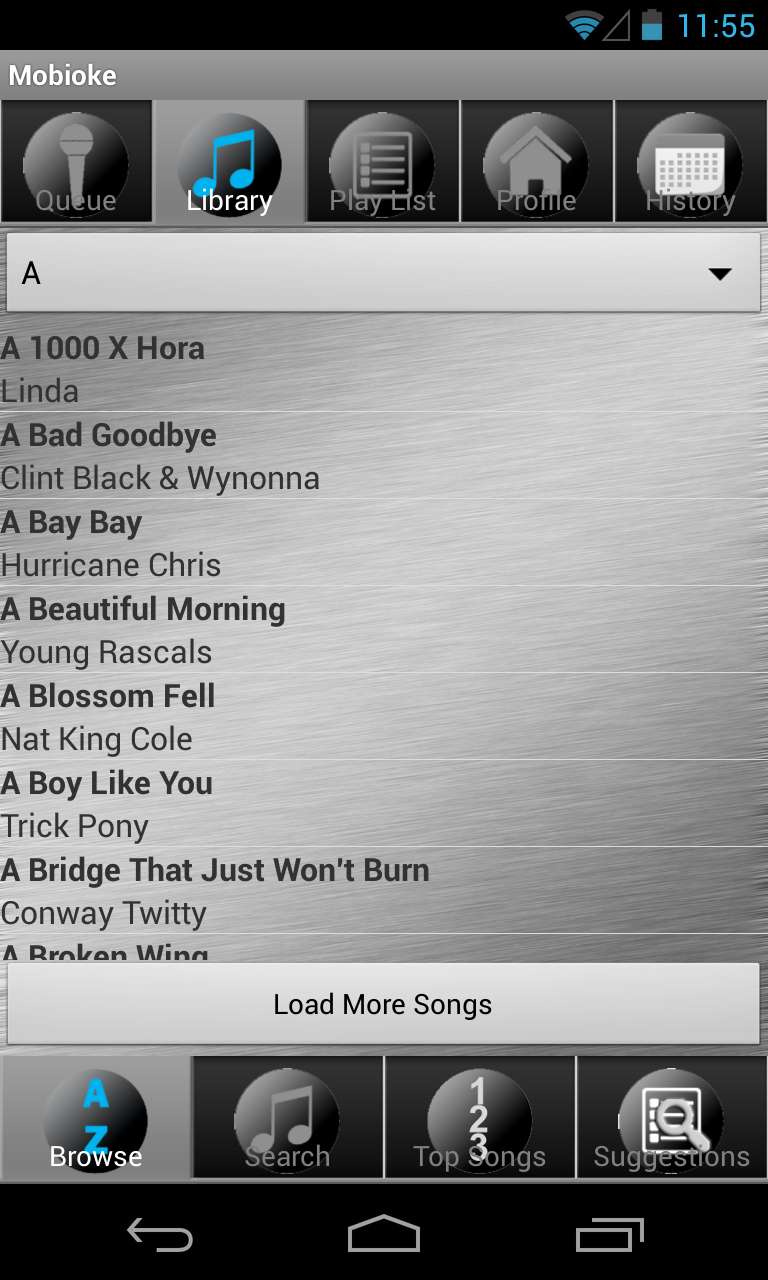 11:55
Mobioke
Queue
Library
Play List
Profile
History
A
A 1000 X Hora
Linda
A Bad Goodbye
Clint Black & Wynonna
A Bay Bay
Hurricane Chris
A Beautiful Morning
Young Rascals
A Blossom Fell
Nat King Cole
A Boy Like You
Trick Pony
A Bridge That Just Won't Burn
Conway Twitty
A Broken Wing
Load More Songs
A
Z
Browse
Search
1
2
3
Top Songs
Suggestions